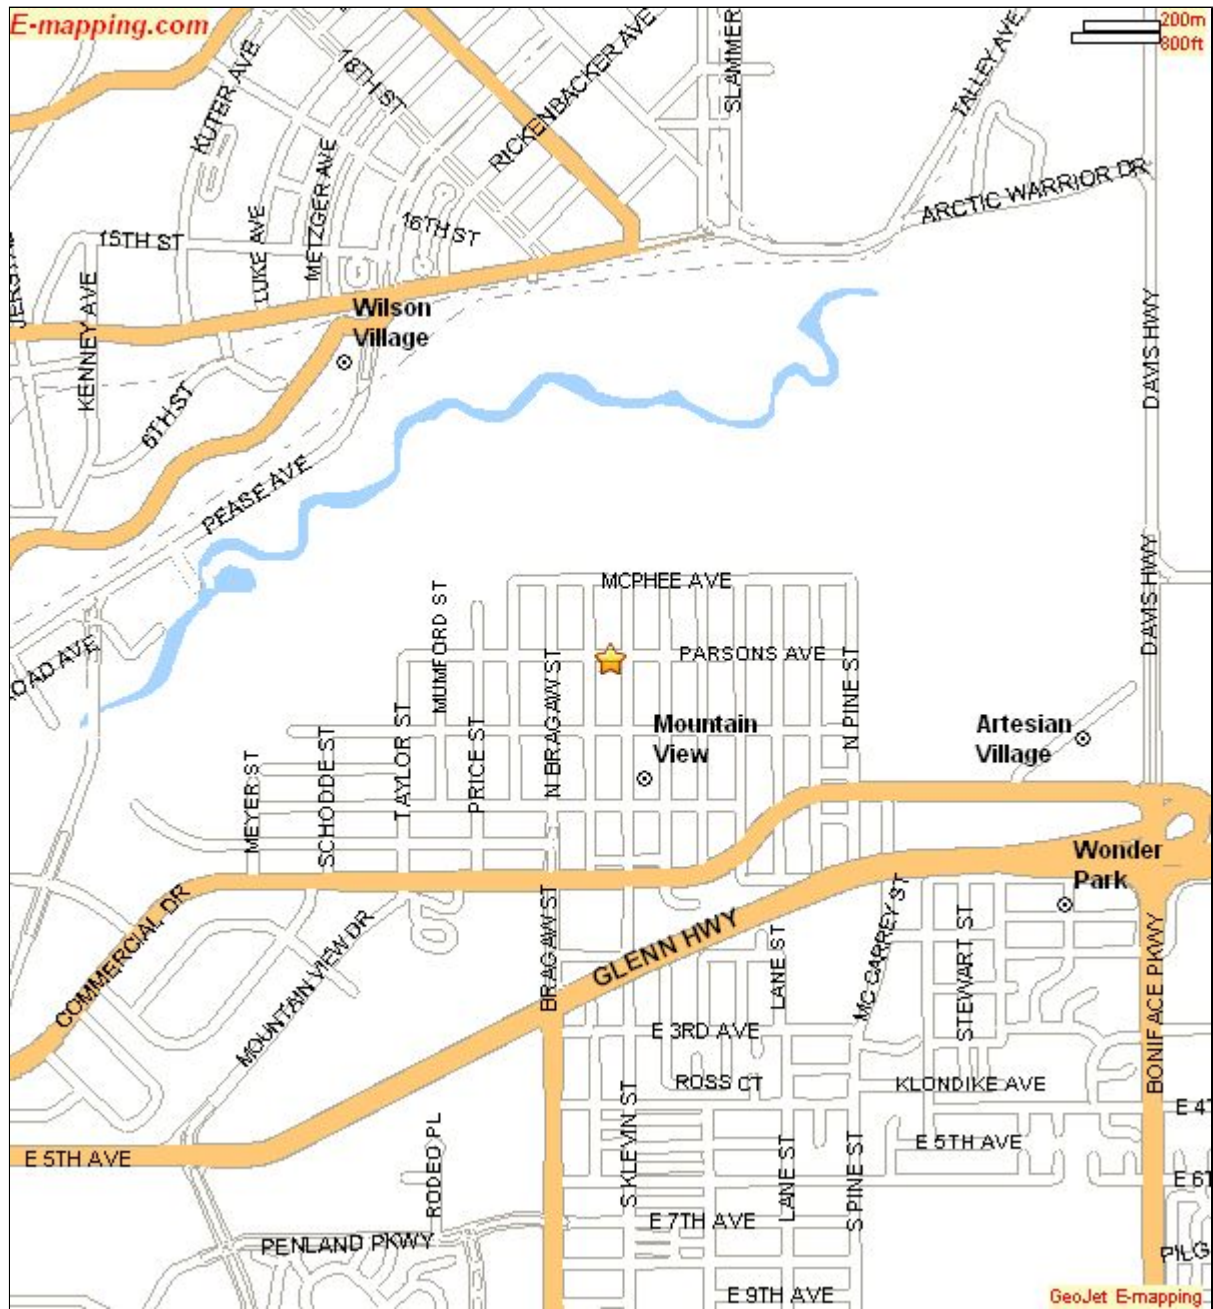 E-mapping.com
200m
800ft
KUTER AVE
18TH ST
RICKENBACKER AVE
SLAMMER
TALLEY AVE
LUKE AVE
METZGER AVE
16TH ST
ARCTIC WARRIOR DR
15TH ST
KENNEY AVE
Wilson
Village
DAVIS HWY
6TH ST
PEASE AVE
MCPHEE AVE
DAVIS HWY
MUMFORD ST
OAD AVE
PARSONS AVE
N BRAGAW ST
N PINE ST
TAYLOR ST
PRICE ST
Mountain
View
Artesian
Village
MEYER ST
SCHODDE ST
Wonder
Park
COMMERCIAL DR
MOUNTAIN VIEW DR
BRAGAW ST
GLENN HWY
LANE ST
MC CARREY ST
STEWART ST
BONIFACE PKWY
E 3RD AVE
ROSS CT
KLONDIKE AVE
E 4T
E 5TH AVE
E 5TH AVE
RODEO PL
S KLEVIN ST
LANE ST
S PINE ST
E 6T
E 7TH AVE
PENLAND PKWY
PILG
E 9TH AVE
GeoJet E-mapping